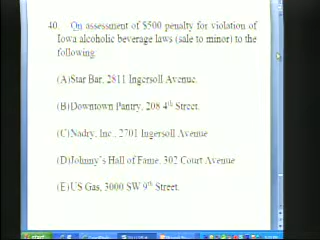 40. On assessment of $500 penalty for violation of
Iowa alcoholic beverage laws (sale to minor) to the
following:
(A)Star Bar, 2811 Ingersoll Avenue.
(B)Downtown Pantry, 208 4th Street.
(C)Nadry, Inc., 2701 Ingersoll Avenue
(D)Johnny's Hall of Fame, 302 Court Avenue
(E)US Gas, 3000 SW 9th Street.
start